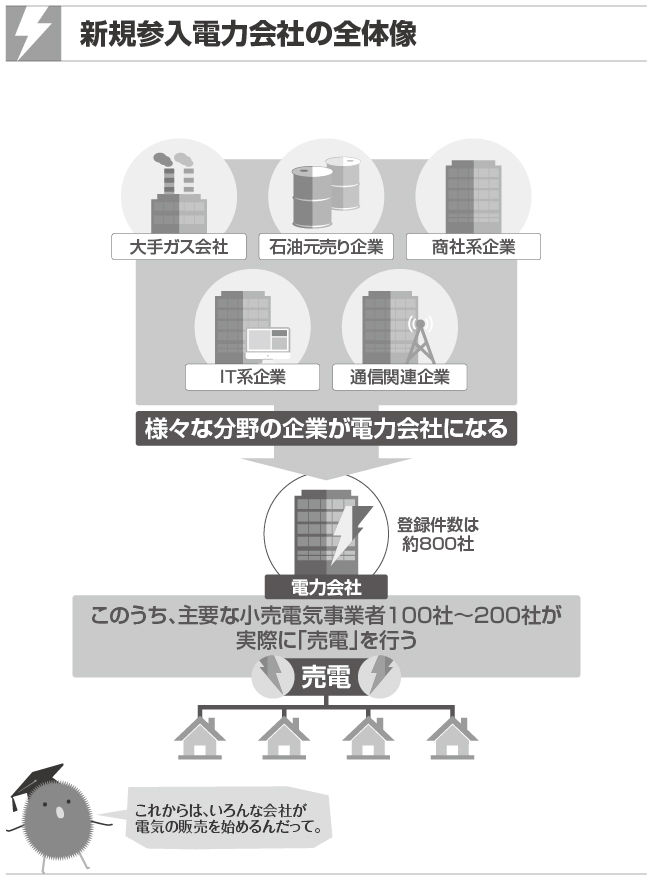 新規参入電力会社の全体像
大手ガス会社
石油元売り企業
商社系企業
IT系企業
通信関連企業
様々な分野の企業が電力会社になる
登録件数は
約800社
電力会社
このうち、主要な小売電気事業者100社～200社が
実際に「売電」を行う
売電
これからは、いろんな会社が
電気の販売を始めるんだって。